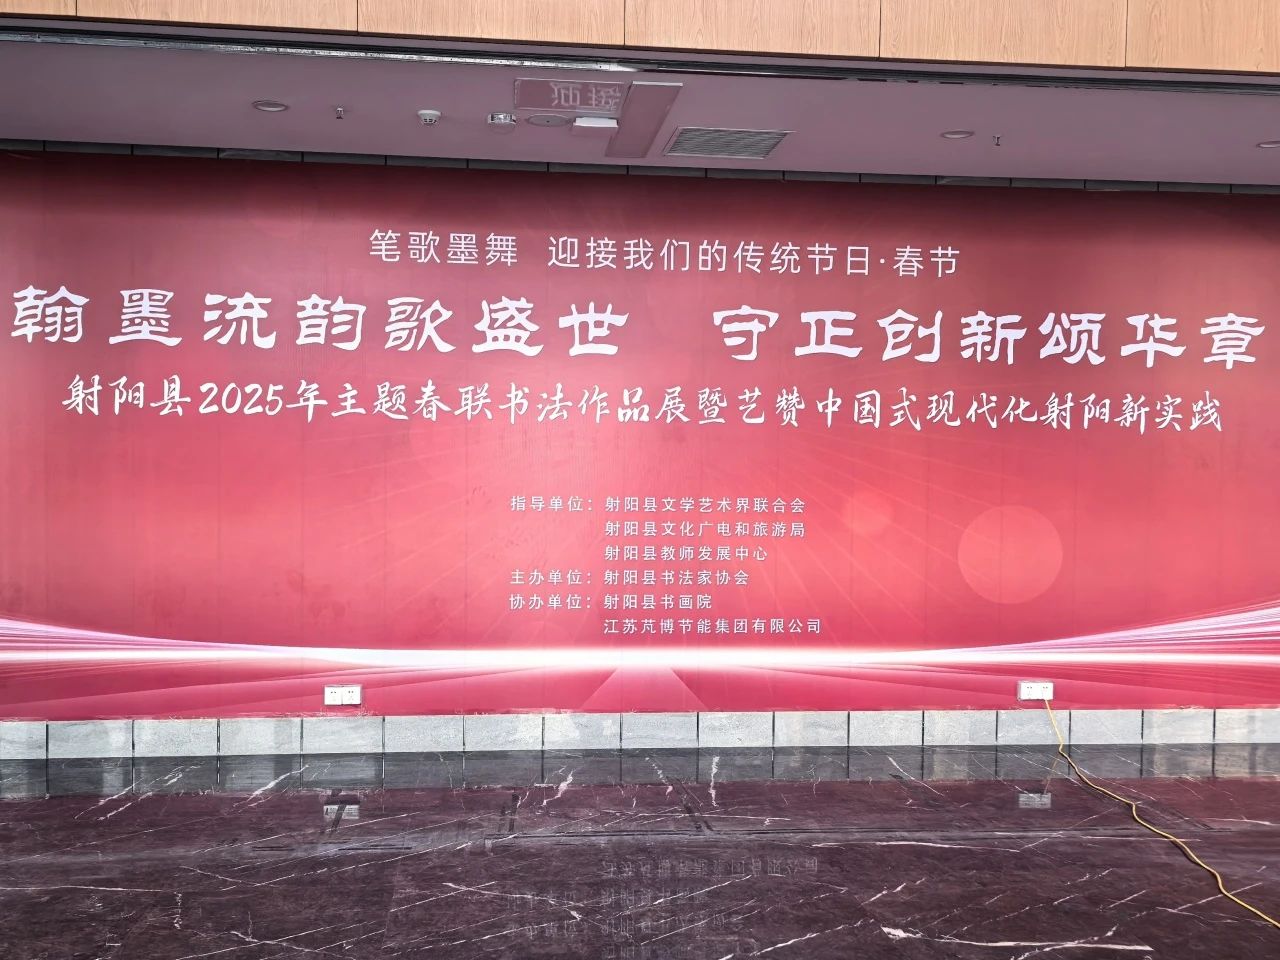 笔歌墨舞 迎接我们的传统节日·春节
翰墨流韵歌盛世 守正创新颂华章
射阳县2025年主题春联书法作品展暨艺赞中国式现代化射阳新实践
指导单位：射阳县文学艺术界联合会
射阳县文化广电和旅游局
射阳县教师发展中心
主办单位：射阳县书法家协会
协办单位：射阳县书画院
江苏芃博节能集团有限公司